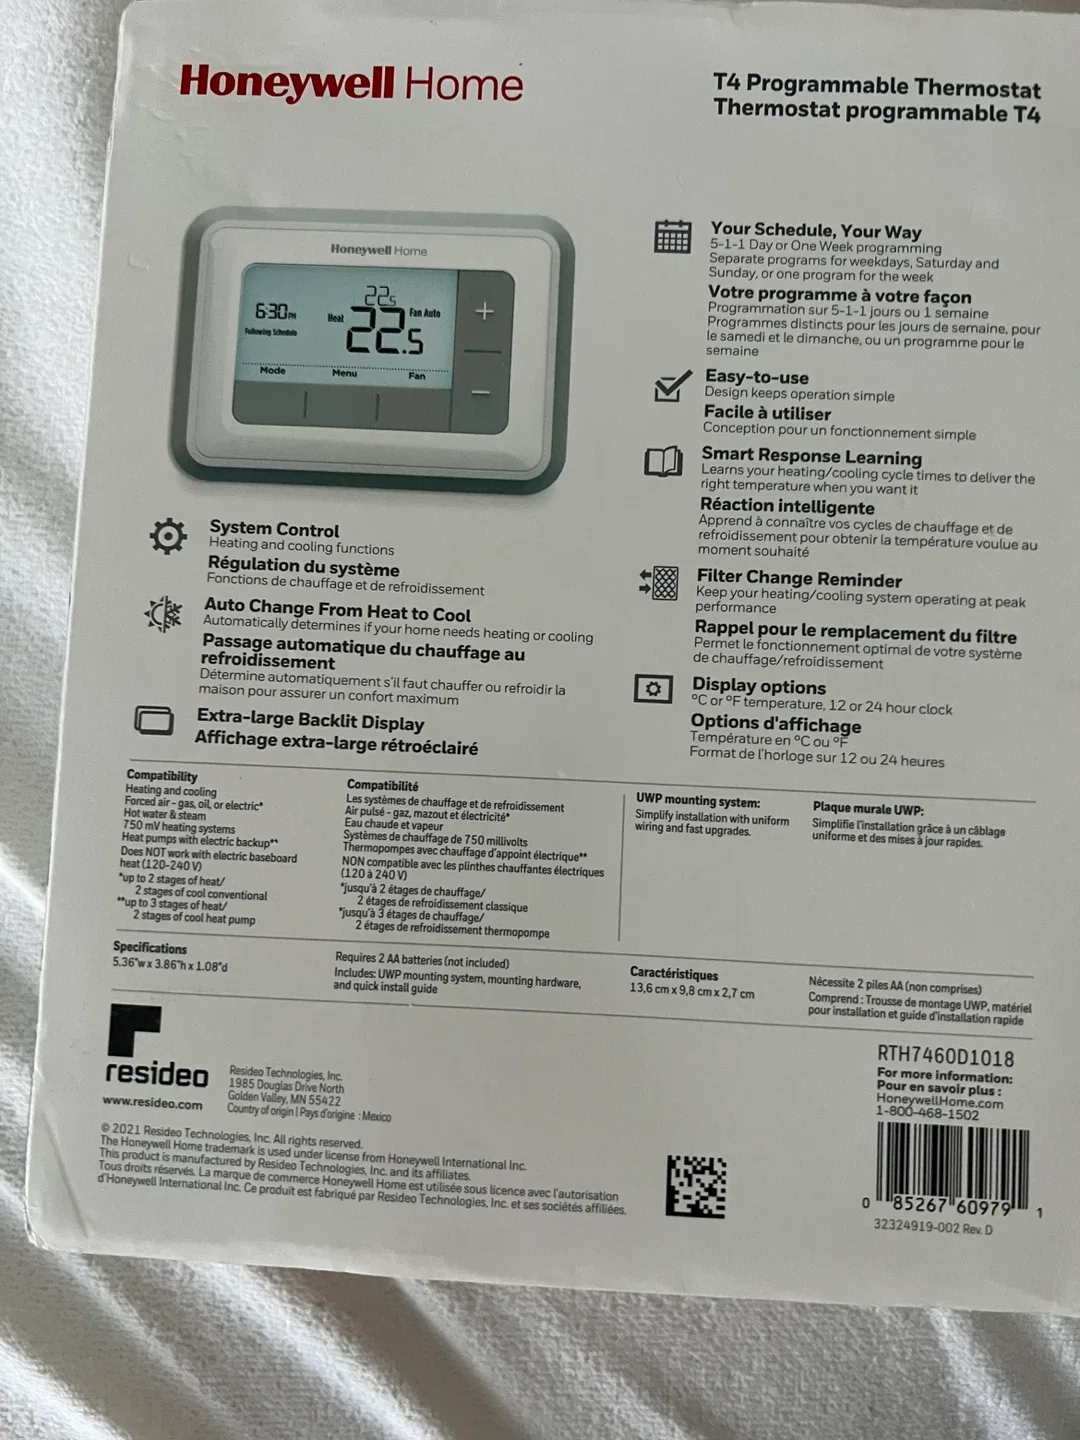 Honeywell Home
T4 Programmable Thermostat
Thermostat programmable T4
Honeywell Home
22.5
6:30PM
Heat
22.5
Fan Auto
Following Schedule
Mode
Menu
Fan
+
−
System Control
Heating and cooling functions
Régulation du système
Fonctions de chauffage et de refroidissement
Auto Change From Heat to Cool
Automatically determines if your home needs heating or cooling
Passage automatique du chauffage au
refroidissement
Détermine automatiquement s'il faut chauffer ou refroidir la
maison pour assurer un confort maximum
Extra-large Backlit Display
Affichage extra-large rétroéclairé
Your Schedule, Your Way
5-1-1 Day or One Week programming
Separate programs for weekdays, Saturday and
Sunday, or one program for the week
Votre programme à votre façon
Programmation sur 5-1-1 jours ou 1 semaine
Programmes distincts pour les jours de semaine, pour
le samedi et le dimanche, ou un programme pour le
semaine
Easy-to-use
Design keeps operation simple
Facile à utiliser
Conception pour un fonctionnement simple
Smart Response Learning
Learns your heating/cooling cycle times to deliver the
right temperature when you want it
Réaction intelligente
Apprend à connaître vos cycles de chauffage et de
refroidissement pour obtenir la température voulue au
moment souhaité
Filter Change Reminder
Keep your heating/cooling system operating at peak
performance
Rappel pour le remplacement du filtre
Permet le fonctionnement optimal de votre système
de chauffage/refroidissement
Display options
°C or °F temperature, 12 or 24 hour clock
Options d'affichage
Température en °C ou °F
Format de l'horloge sur 12 ou 24 heures
Compatibility
Heating and cooling
Forced air - gas, oil, or electric*
Hot water & steam
750 mV heating systems
Heat pumps with electric backup**
Does NOT work with electric baseboard
heat (120-240 V)
*up to 2 stages of heat/
2 stages of cool conventional
**up to 3 stages of heat/
2 stages of cool heat pump
Compatibilité
Les systèmes de chauffage et de refroidissement
Air pulsé - gaz, mazout et électricité*
Eau chaude et vapeur
Systèmes de chauffage de 750 millivolts
Thermopompes avec chauffage d'appoint électrique**
NON compatible avec les plinthes chauffantes électriques
(120 à 240 V)
*jusqu'à 2 étages de chauffage/
2 étages de refroidissement classique
*jusqu'à 3 étages de chauffage/
2 étages de refroidissement thermopompe
UWP mounting system:
Simplify installation with uniform
wiring and fast upgrades.
Plaque murale UWP:
Simplifie l'installation grâce à un câblage
uniforme et des mises à jour rapides.
Specifications
5.36"w x 3.86"h x 1.08"d
Requires 2 AA batteries (not included)
Includes: UWP mounting system, mounting hardware,
and quick install guide
Caractéristiques
13,6 cm x 9,8 cm x 2,7 cm
Nécessite 2 piles AA (non comprises)
Comprend : Trousse de montage UWP, matériel
pour installation et guide d'installation rapide
resideo
www.resideo.com
Resideo Technologies, Inc.
1985 Douglas Drive North
Golden Valley, MN 55422
Country of origin | Pays d'origine : Mexico
© 2021 Resideo Technologies, Inc. All rights reserved.
The Honeywell Home trademark is used under license from Honeywell International Inc.
This product is manufactured by Resideo Technologies, Inc. and its affiliates.
Tous droits réservés. La marque de commerce Honeywell Home est utilisée sous licence avec l'autorisation
d'Honeywell International Inc. Ce produit est fabriqué par Resideo Technologies, Inc. et ses sociétés affiliées.
RTH7460D1018
For more information:
Pour en savoir plus :
HoneywellHome.com
1-800-468-1502
0 85267 60979 1
32324919-002 Rev. D